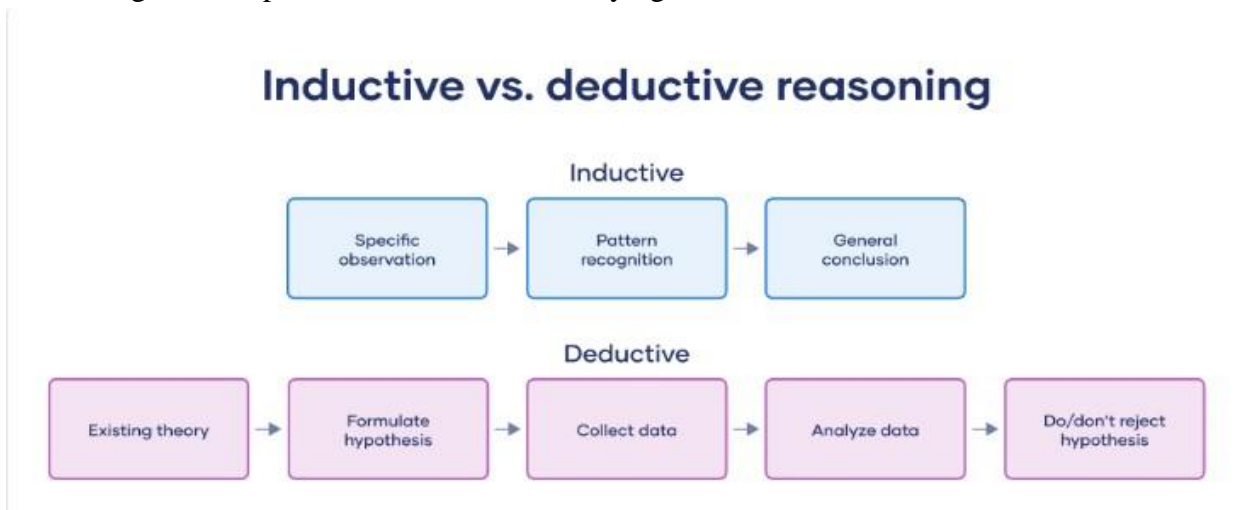 Inductive vs. deductive reasoning
Inductive
Specific
observation
Pattern
recognition
General
conclusion
Deductive
Existing theory
Formulate
hypothesis
Collect data
Analyze data
Do/don't reject
hypothesis